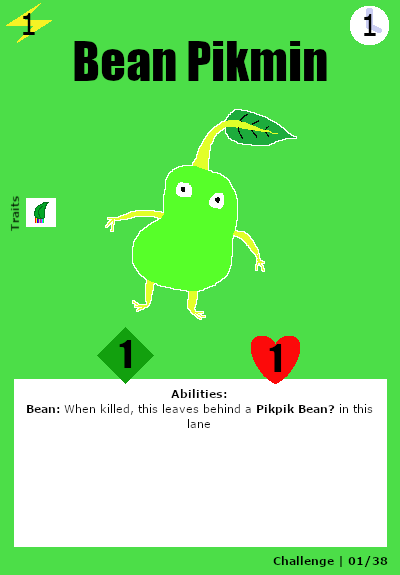 1
1
Bean Pikmin
Traits
1
1
Abilities:
Bean: When killed, this leaves behind a Pikpik Bean? in this
lane
Challenge | 01/38